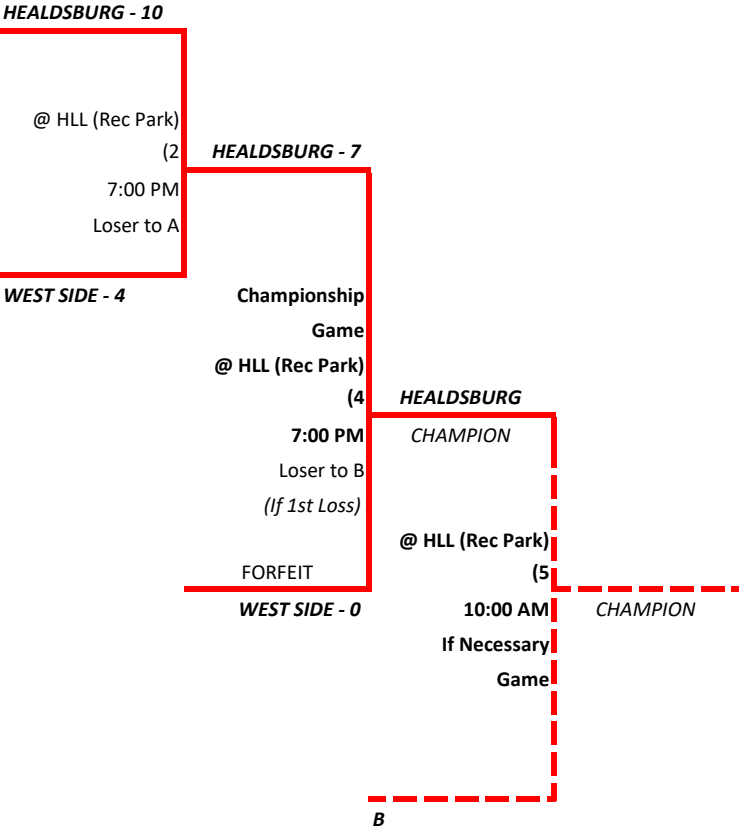 HEALDSBURG - 10
@ HLL (Rec Park)
(2
7:00 PM
Loser to A
WEST SIDE - 4
HEALDSBURG - 7
Championship
Game
@ HLL (Rec Park)
(4
7:00 PM
Loser to B
(If 1st Loss)
FORFEIT
WEST SIDE - 0
HEALDSBURG
CHAMPION
@ HLL (Rec Park)
(5
10:00 AM
If Necessary
Game
B
CHAMPION